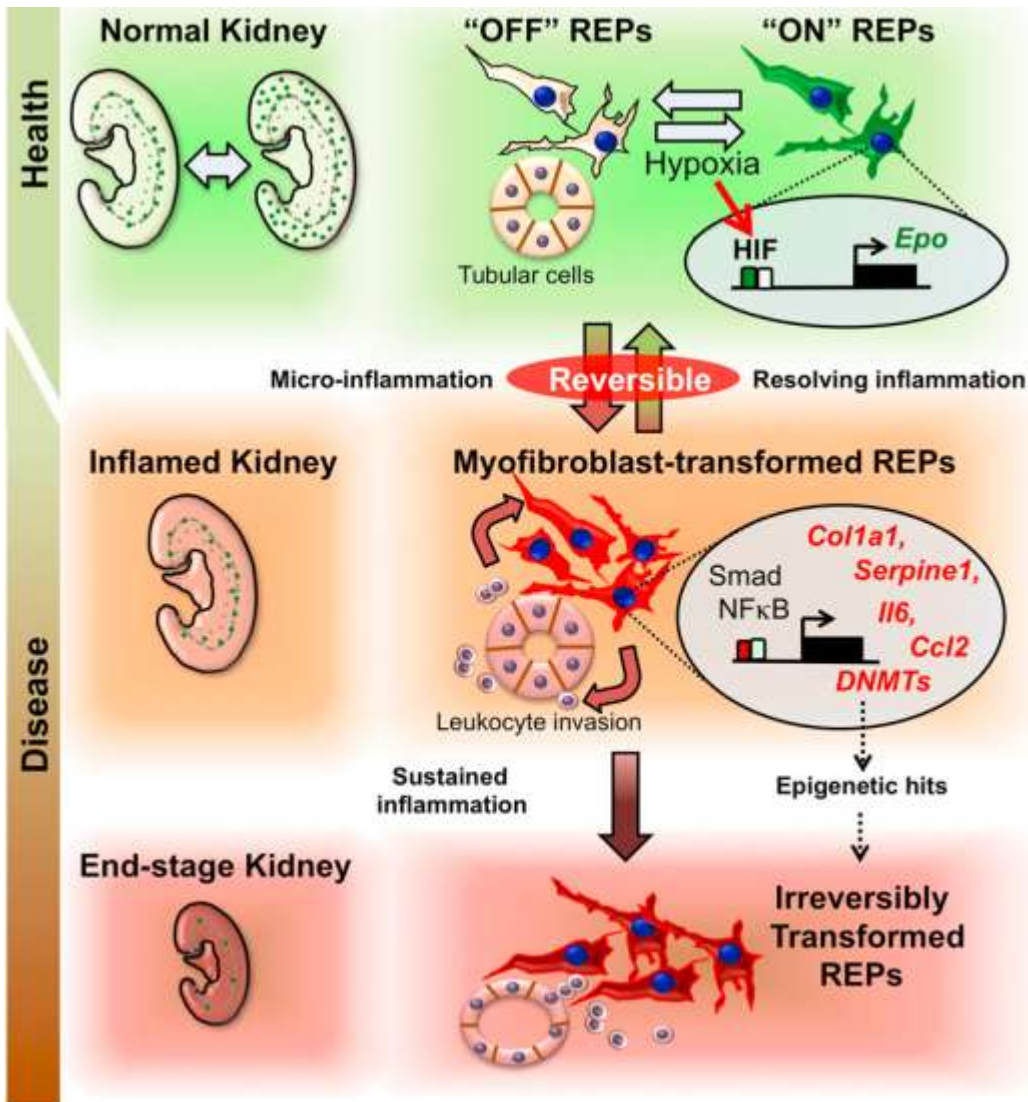 Health
Normal Kidney
“OFF” REPs
“ON” REPs
Hypoxia
Tubular cells
HIF
Epo
Micro-inflammation
Reversible
Resolving inflammation
Disease
Inflamed Kidney
Myofibroblast-transformed REPs
Smad
NFκB
Col1a1,
Serpine1,
Il6,
Ccl2
DNMTs
Leukocyte invasion
Sustained
inflammation
Epigenetic hits
End-stage Kidney
Irreversibly
Transformed
REPs